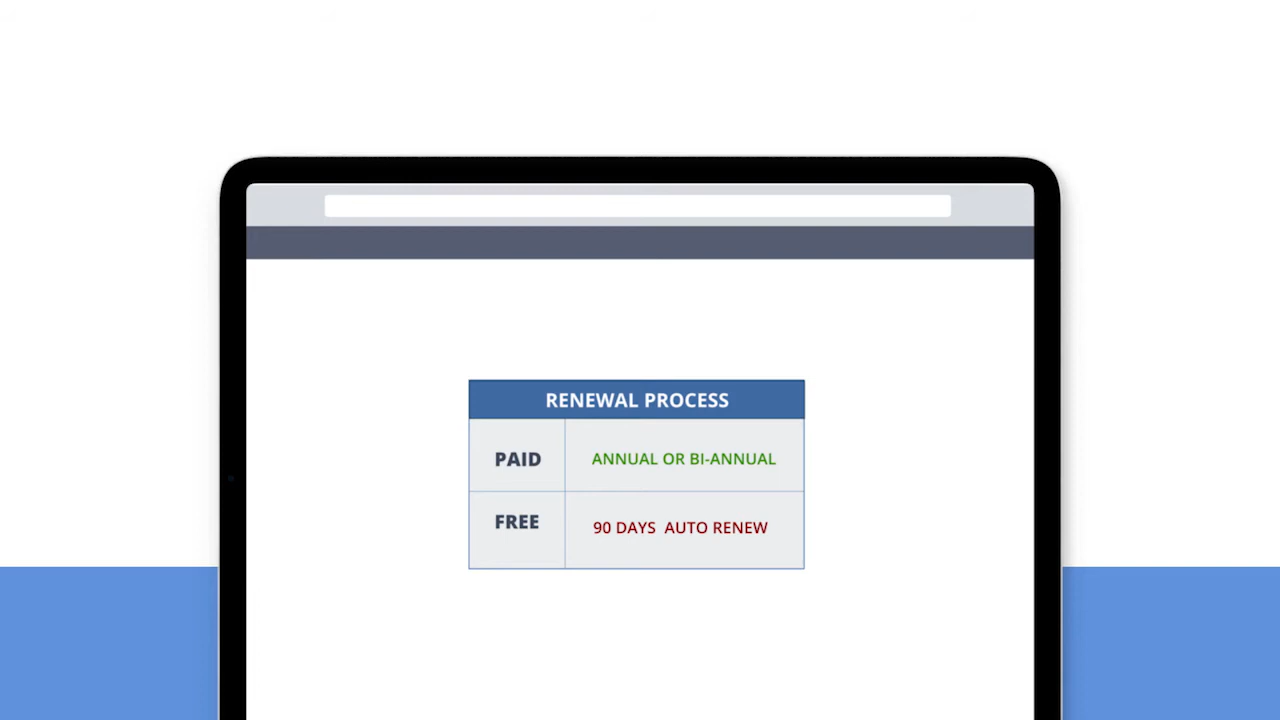 RENEWAL PROCESS
PAID ANNUAL OR BI-ANNUAL
FREE 90 DAYS AUTO RENEW